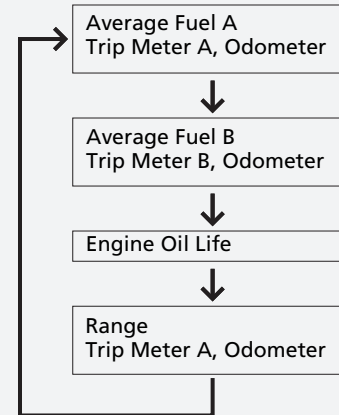 Average Fuel A
Trip Meter A, Odometer
Average Fuel B
Trip Meter B, Odometer
Engine Oil Life
Range
Trip Meter A, Odometer